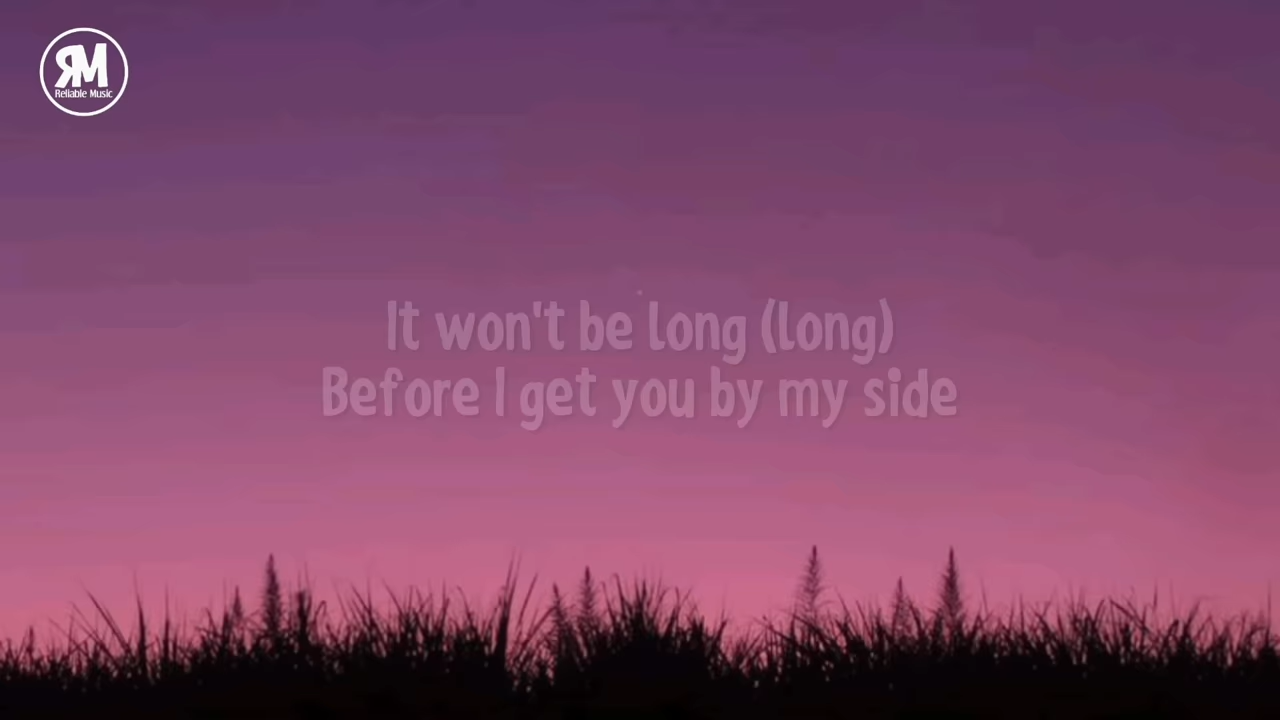 RM
Reliable Music
It won't be long (long)
Before I get you by my side